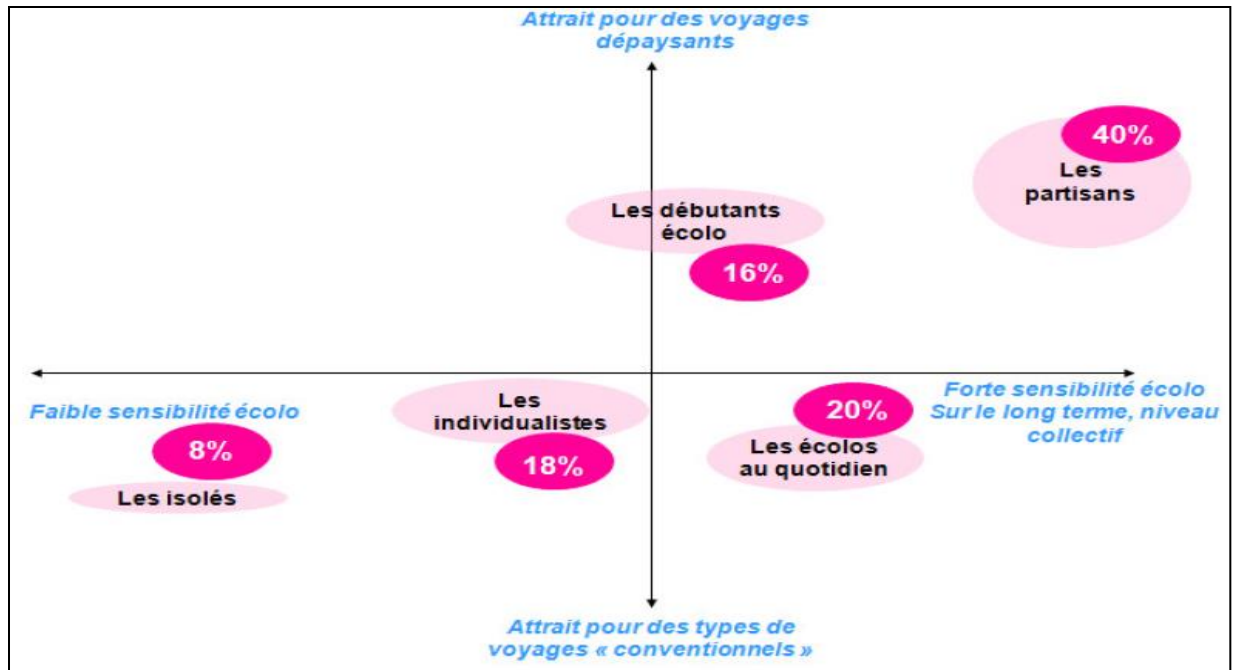 Attrait pour des voyages
dépaysants
40%
Les
partisans
Les débutants
écolo
16%
Faible sensibilité écolo
8%
Les isolés
Les
individualistes
18%
20%
Les écolos
au quotidien
Forte sensibilité écolo
Sur le long terme, niveau
collectif
Attrait pour des types de
voyages « conventionnels »